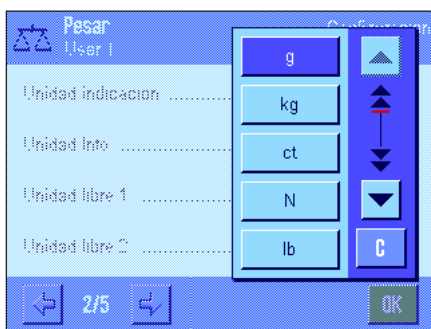 Pesar
User 1
Configuracion
Unidad indicacion
Unidad Info
Unidad libre 1
Unidad libre 2
g
kg
ct
N
lb
C
2/5
OK